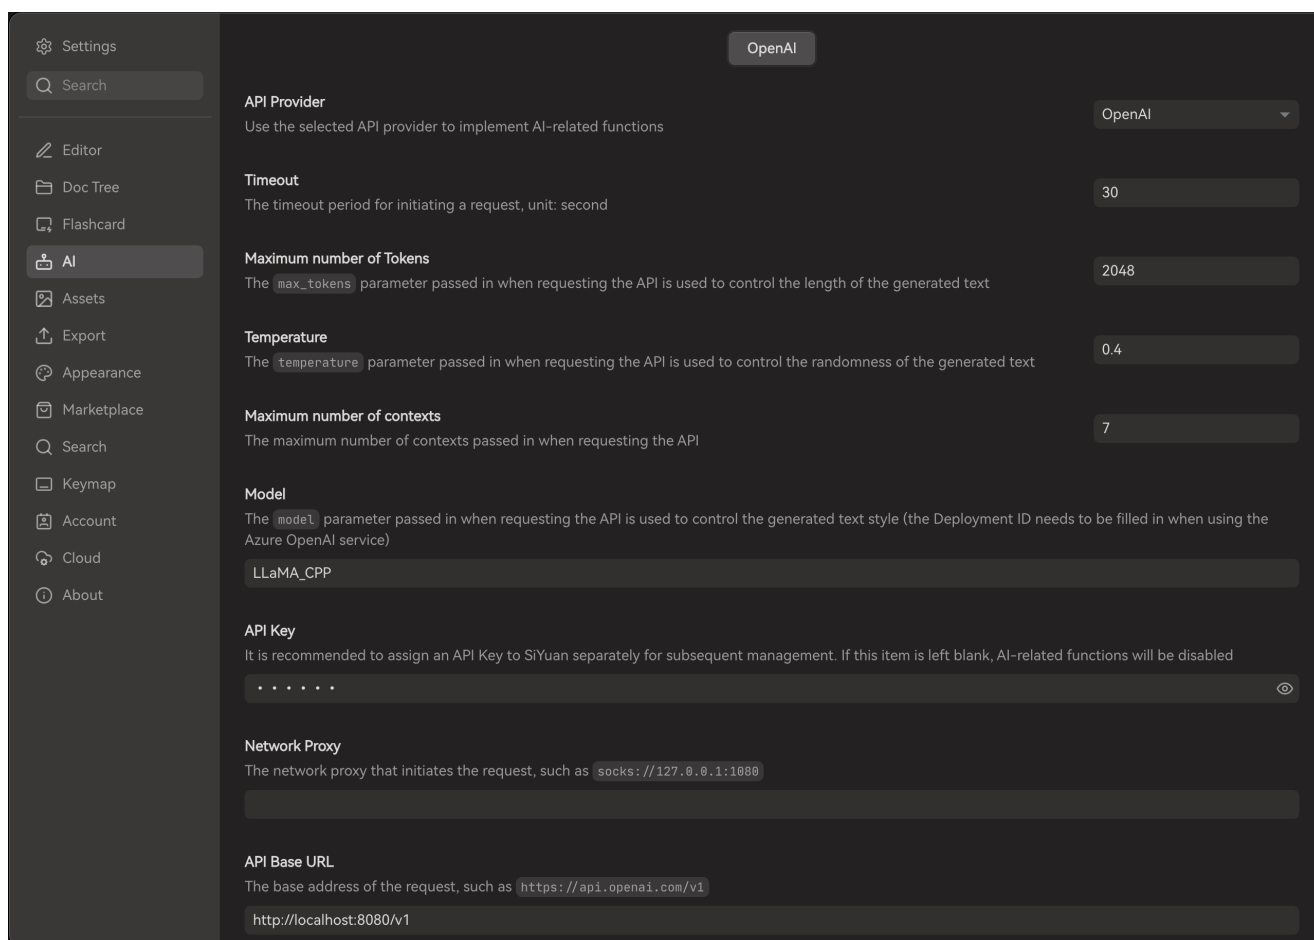 Settings
Search
Editor
Doc Tree
Flashcard
AI
Assets
Export
Appearance
Marketplace
Search
Keymap
Account
Cloud
About
OpenAI
API Provider
Use the selected API provider to implement AI-related functions
OpenAI
Timeout
The timeout period for initiating a request, unit: second
30
Maximum number of Tokens
The max_tokens parameter passed in when requesting the API is used to control the length of the generated text
2048
Temperature
The temperature parameter passed in when requesting the API is used to control the randomness of the generated text
0.4
Maximum number of contexts
The maximum number of contexts passed in when requesting the API
7
Model
The model parameter passed in when requesting the API is used to control the generated text style (the Deployment ID needs to be filled in when using the
Azure OpenAI service)
LLaMA_CPP
API Key
It is recommended to assign an API Key to SiYuan separately for subsequent management. If this item is left blank, AI-related functions will be disabled
••••••
Network Proxy
The network proxy that initiates the request, such as socks://127.0.0.1:1080
API Base URL
The base address of the request, such as https://api.openai.com/v1
http://localhost:8080/v1